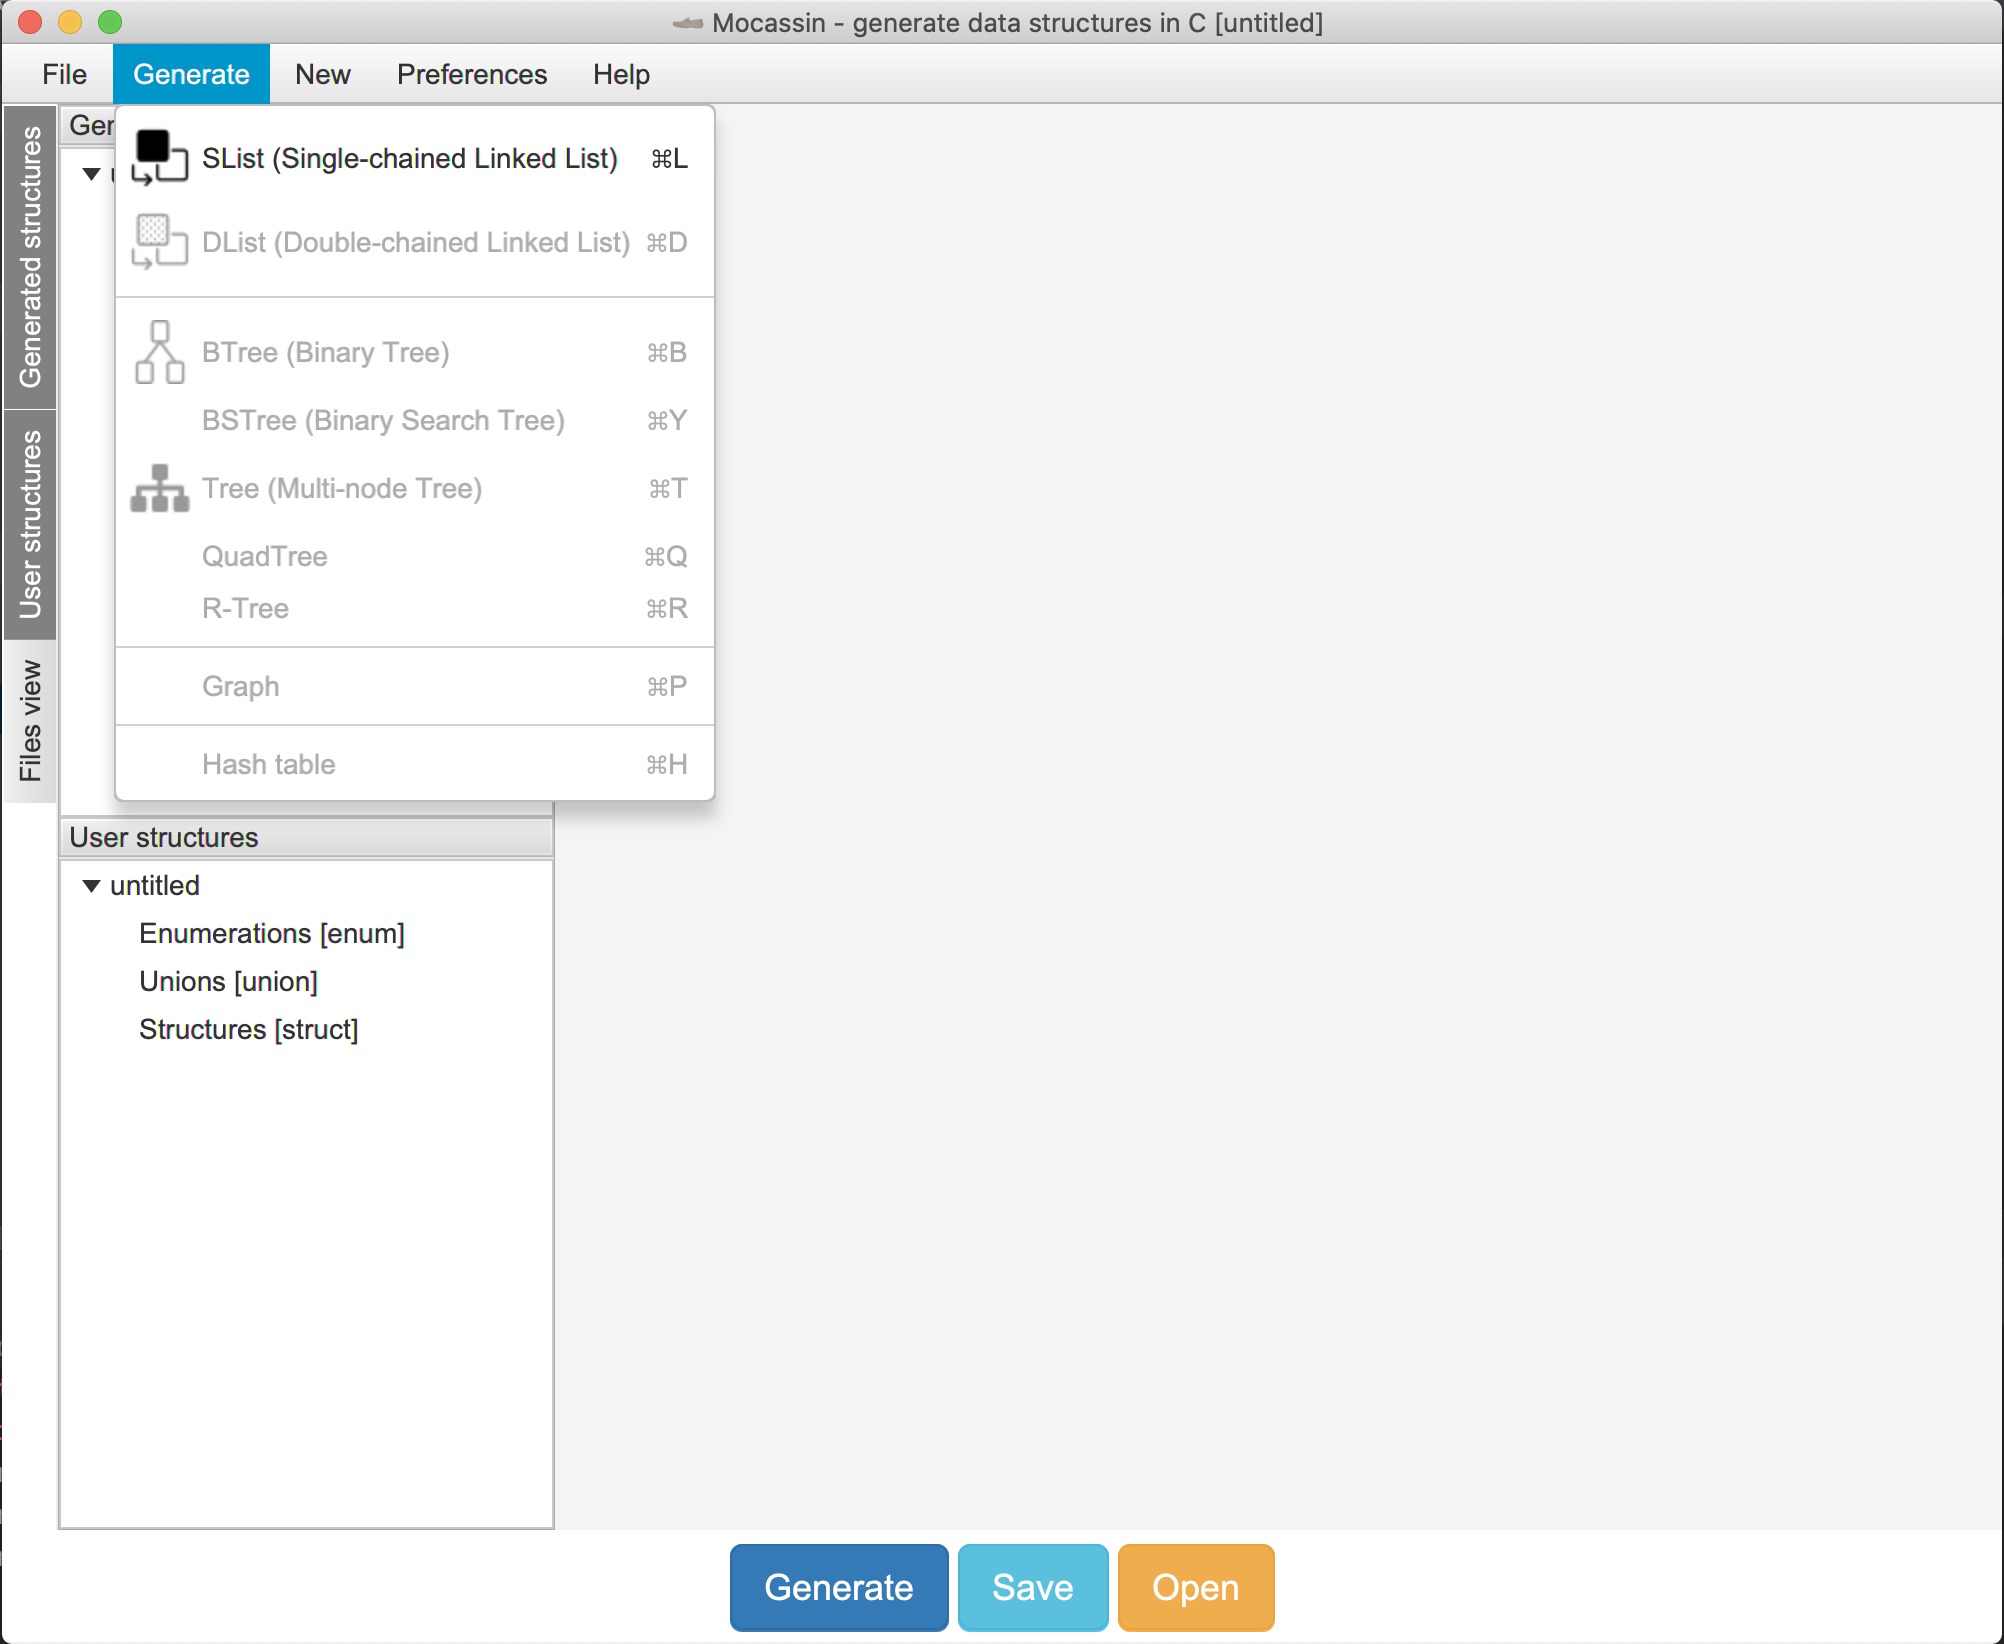 Mocassin - generate data structures in C [untitled]
File Generate New Preferences Help
Generated structures
User structures
Files view
Ger
SList (Single-chained Linked List) ⌘L
DList (Double-chained Linked List) ⌘D
BTree (Binary Tree) ⌘B
BSTree (Binary Search Tree) ⌘Y
Tree (Multi-node Tree) ⌘T
QuadTree ⌘Q
R-Tree ⌘R
Graph ⌘P
Hash table ⌘H
User structures
untitled
Enumerations [enum]
Unions [union]
Structures [struct]
Generate Save Open